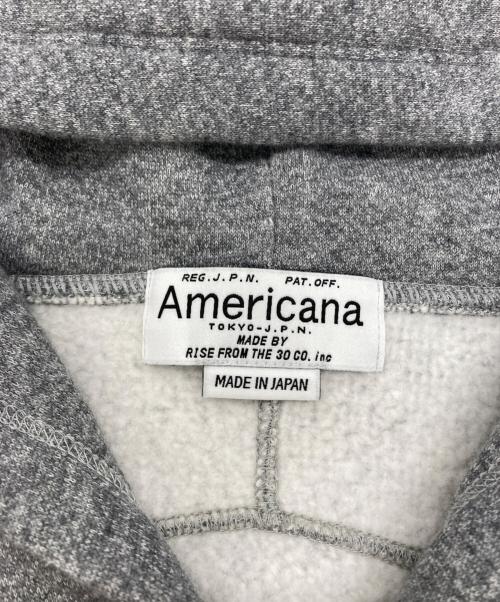 REG.J.P.N. PAT.OFF.
Americana
TOKYO-J.P.N.
MADE BY
RISE FROM THE 30 CO. inc
MADE IN JAPAN